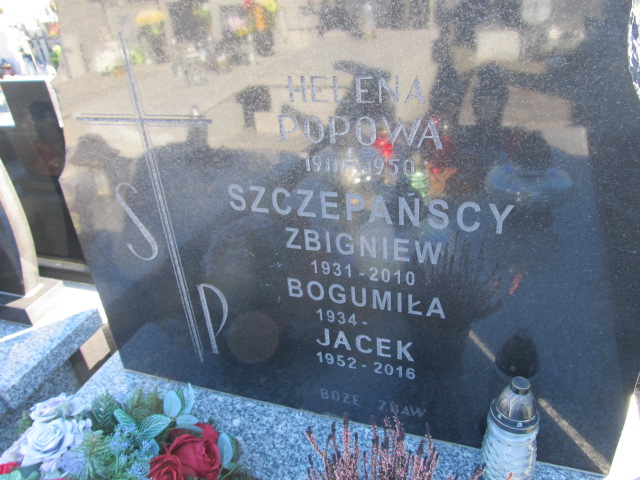 S
P
HELENA
POPOWA
1911-1950
SZCZEPAŃSCY
ZBIGNIEW
1931-2010
BOGUMIŁA
1934-
JACEK
1952-2016
BOŻE ZBAW